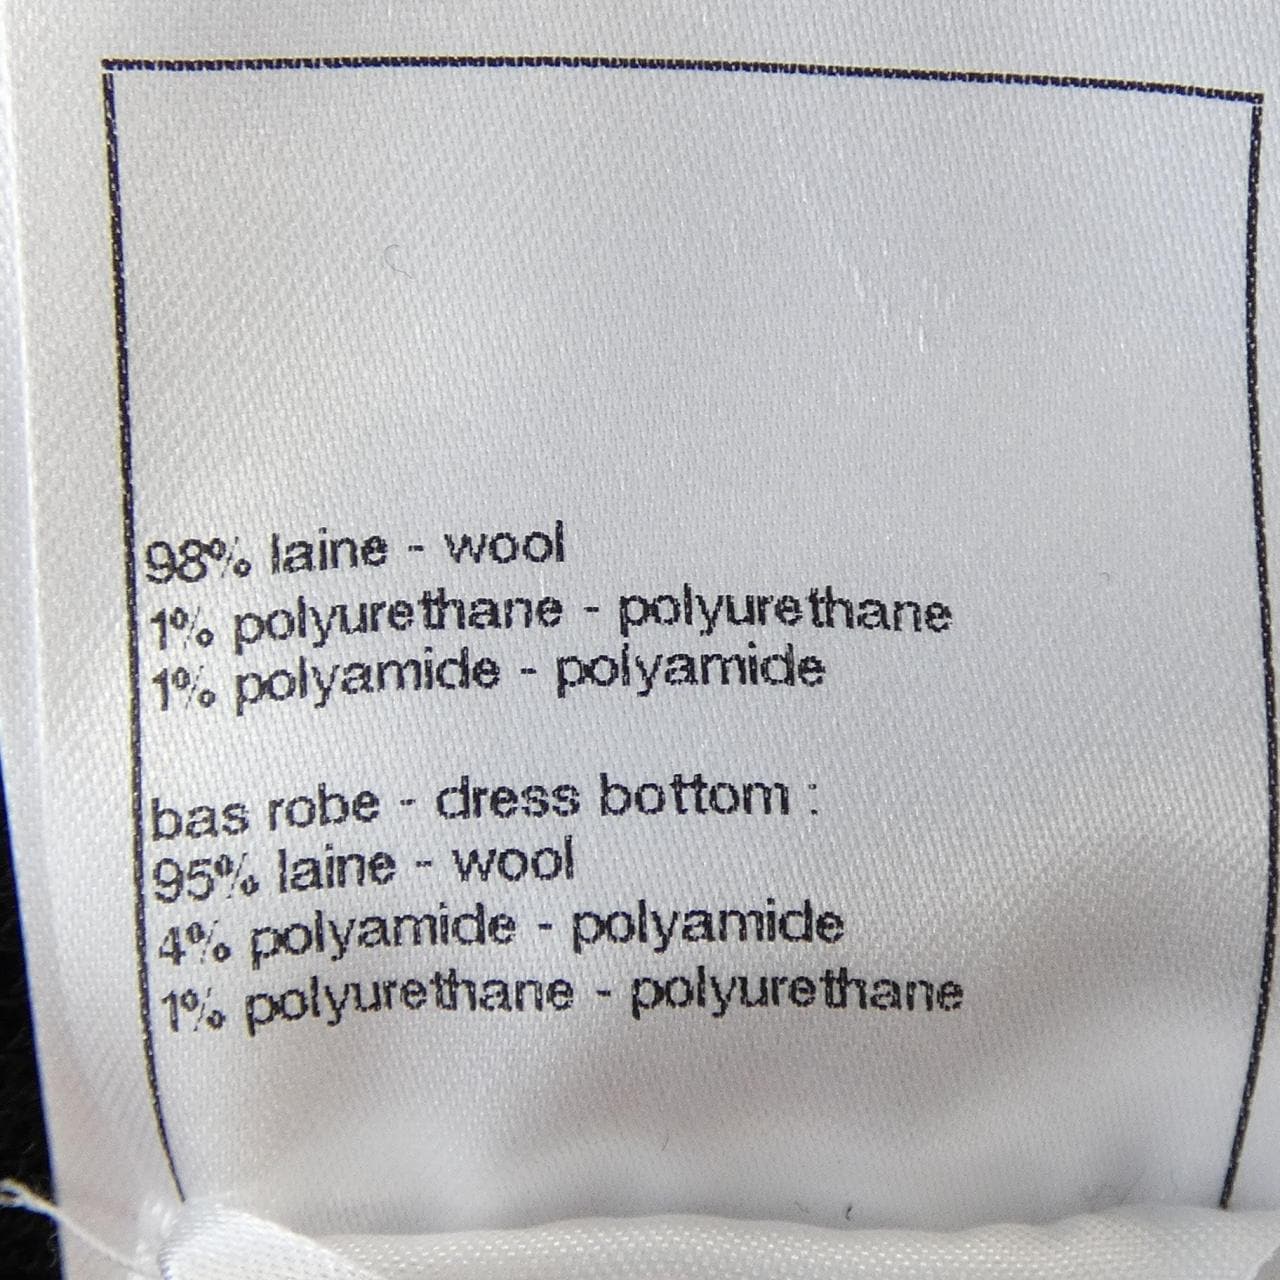 98% laine - wool
1% polyurethane - polyurethane
1% polyamide - polyamide
bas robe - dress bottom :
95% laine - wool
4% polyamide - polyamide
1% polyurethane - polyurethane